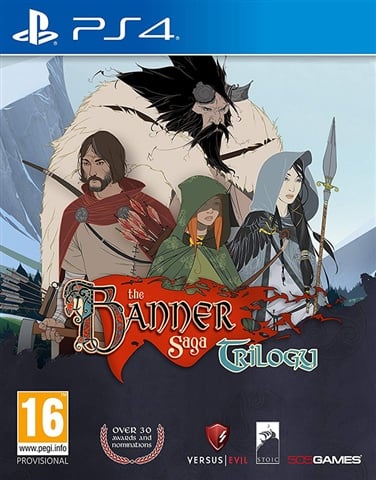 PS4
the
BANNER
Saga
TRILOGY
16
www.pegi.info
PROVISIONAL
OVER 30
awards and
nominations
VERSUS EVIL
STOIC
505GAMES